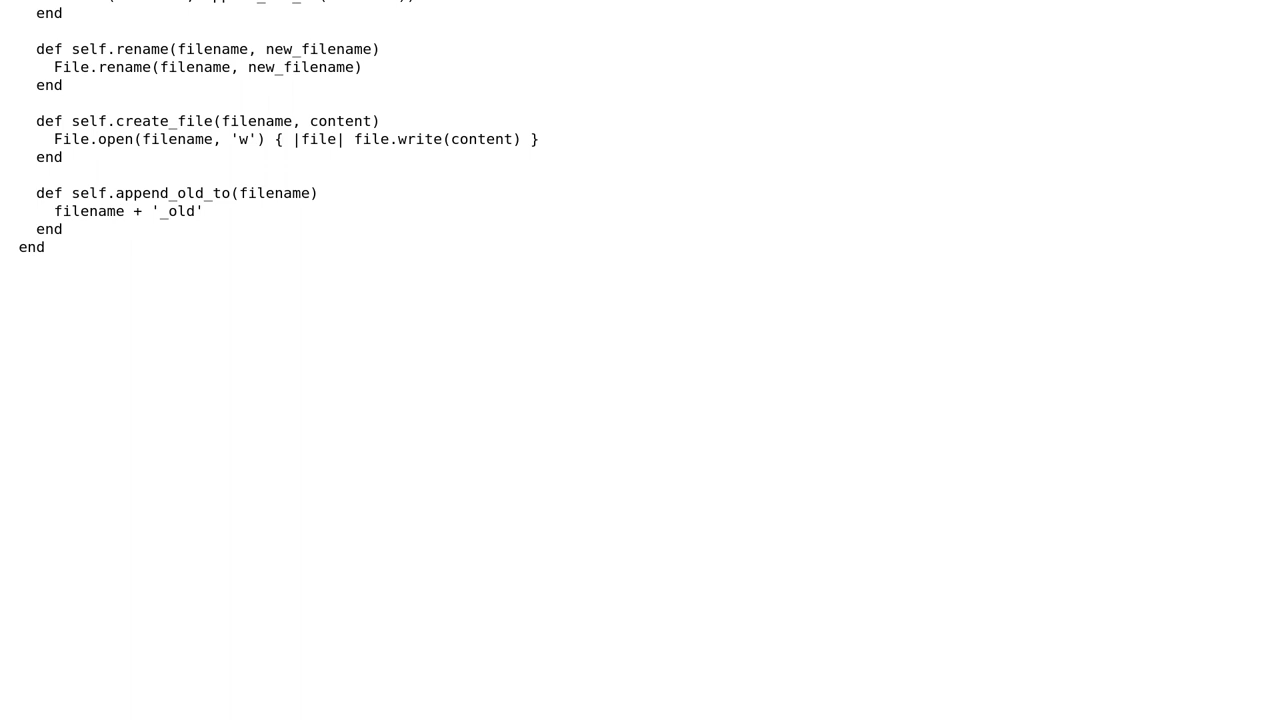 end

  def self.rename(filename, new_filename)
    File.rename(filename, new_filename)
  end

  def self.create_file(filename, content)
    File.open(filename, 'w') { |file| file.write(content) }
  end

  def self.append_old_to(filename)
    filename + '_old'
  end
end